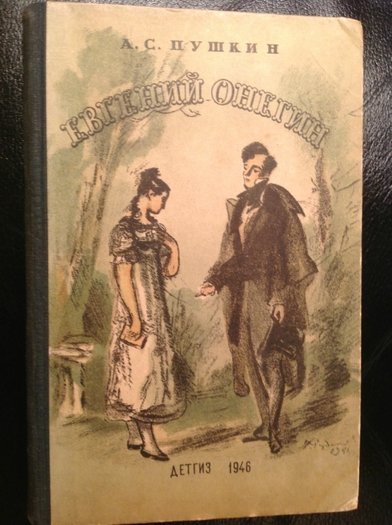 А. С. ПУШКИН
ЕВГЕНИЙ ОНЕГИН
ДЕТГИЗ 1946